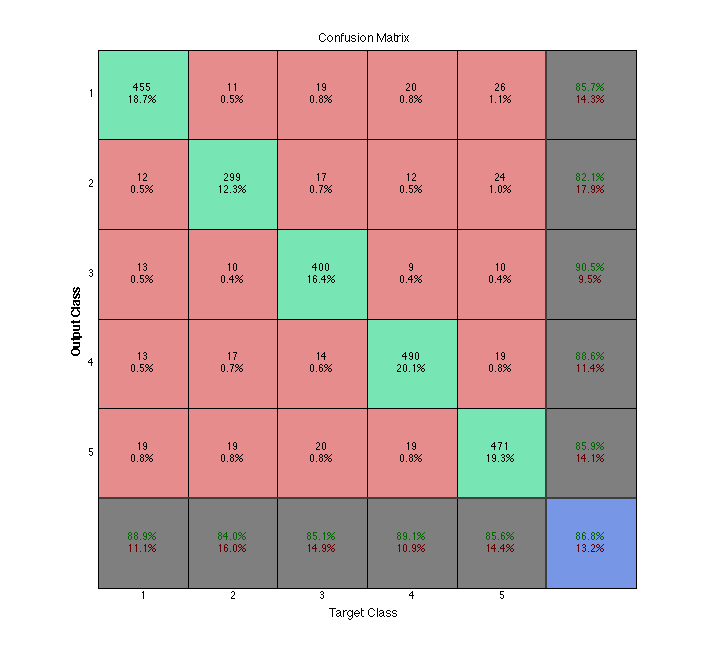 Confusion Matrix
1
455 11 19 20 26 85.7%
18.7% 0.5% 0.8% 0.8% 1.1% 14.3%
2
12 299 17 12 24 82.1%
0.5% 12.3% 0.7% 0.5% 1.0% 17.9%
3
13 10 400 9 10 90.5%
0.5% 0.4% 16.4% 0.4% 0.4% 9.5%
Output Class
4
13 17 14 490 19 88.6%
0.5% 0.7% 0.6% 20.1% 0.8% 11.4%
5
19 19 20 19 471 85.9%
0.8% 0.8% 0.8% 0.8% 19.3% 14.1%
88.9% 84.0% 85.1% 89.1% 85.6% 86.8%
11.1% 16.0% 14.9% 10.9% 14.4% 13.2%
1 2 3 4 5
Target Class